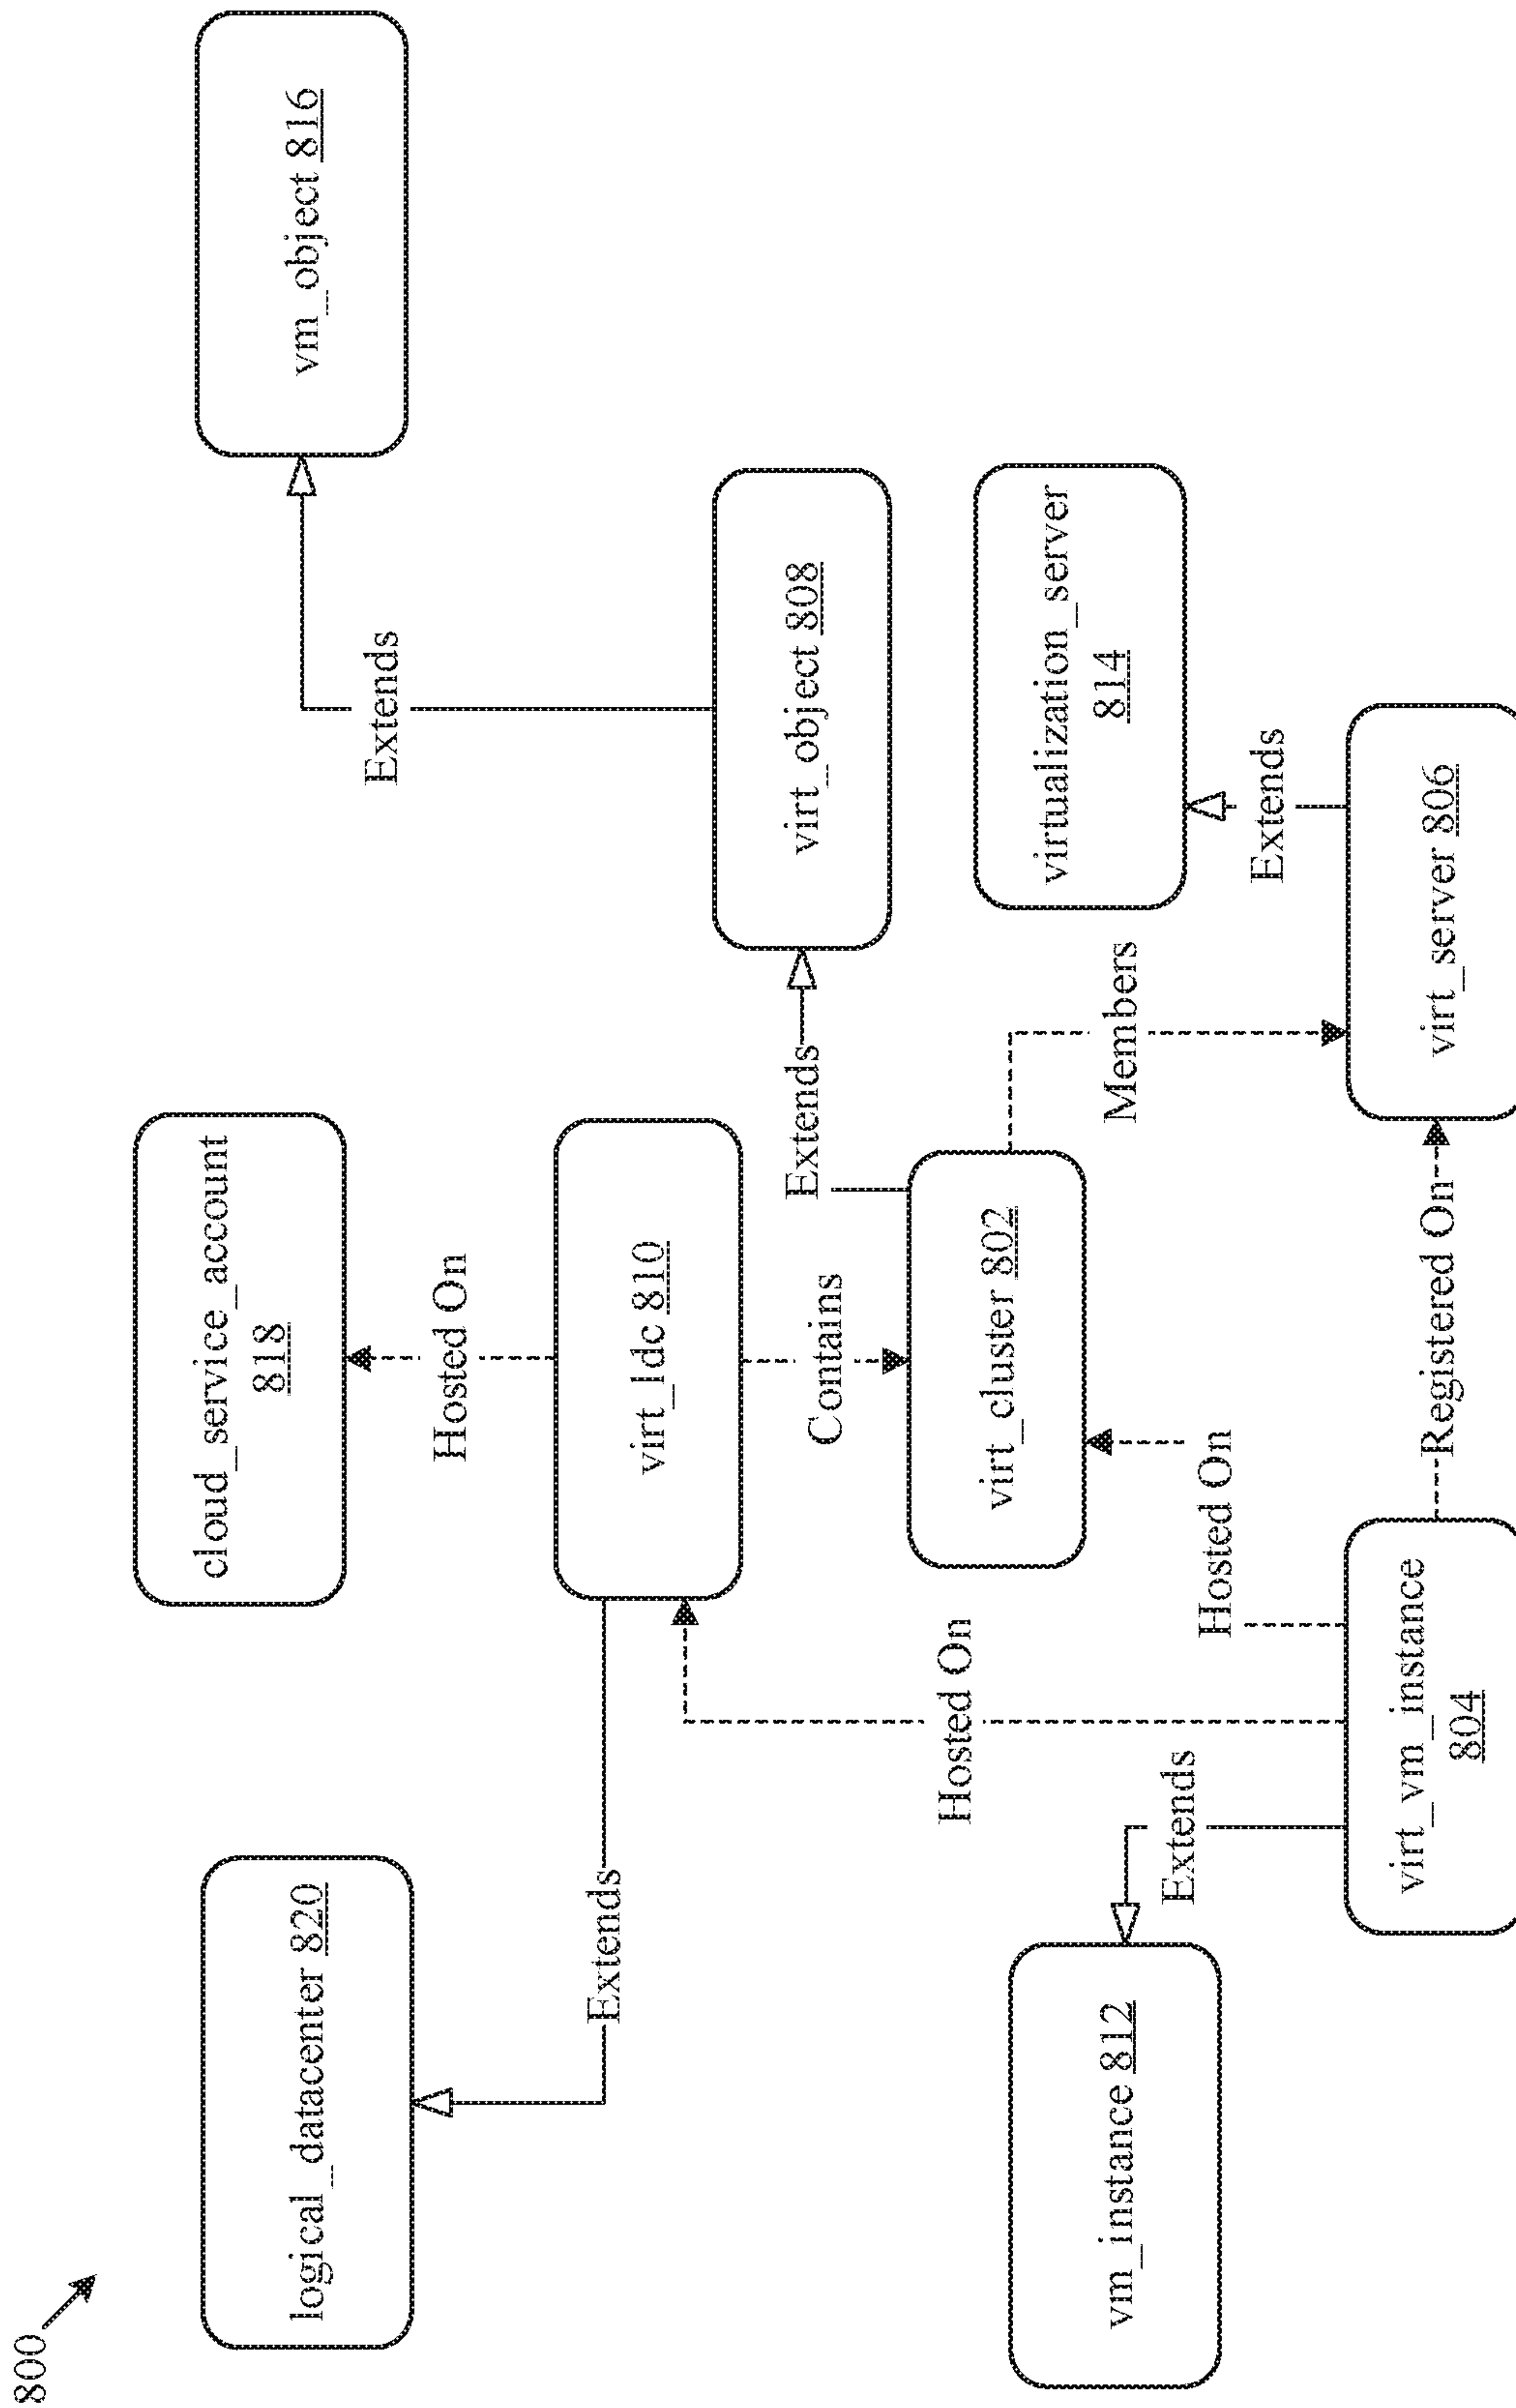 800
logical_datacenter 820
cloud_service_account
818
vm_object 816
Extends
Hosted On
Extends
virt_ldc 810
virt_object 808
Contains
Extends
Hosted On
virt_cluster 802
virtualization_server
814
vm_instance 812
Extends
Hosted On
Members
Extends
virt_vm_instance
804
Registered On
virt_server 806